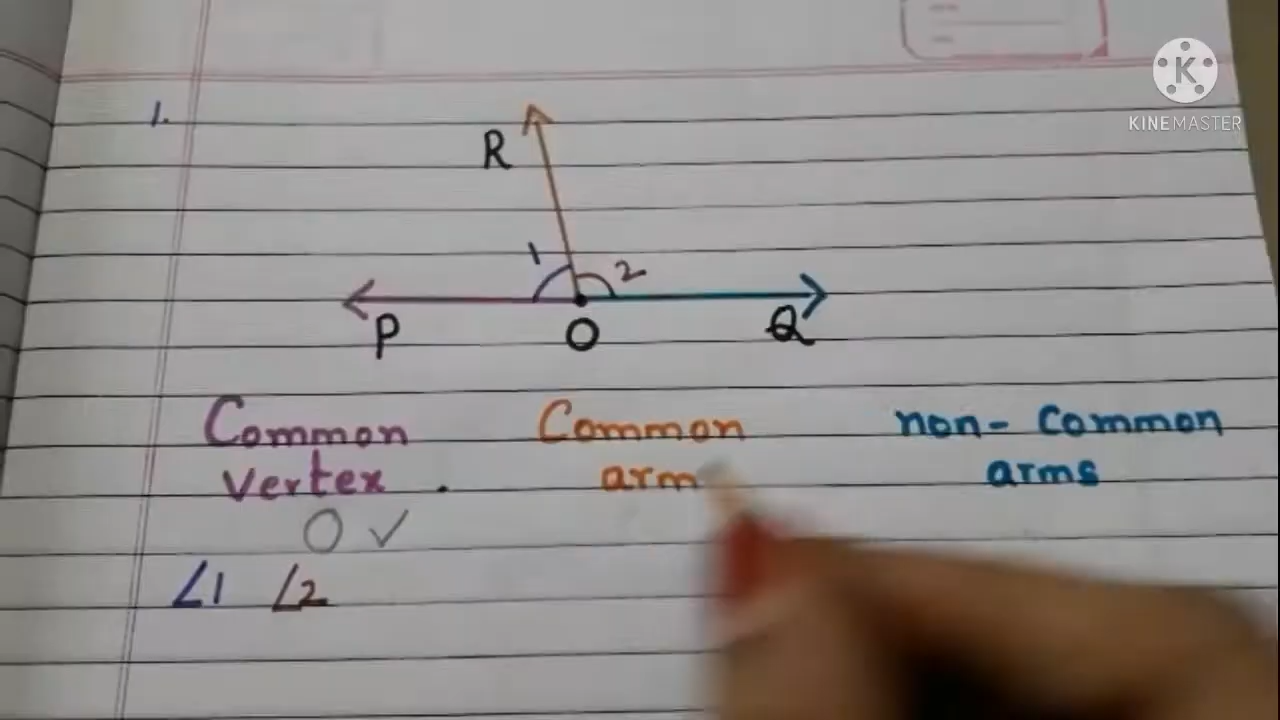 K
KINEMASTER
1.
R
1 2
P O Q
Common Common non-common
vertex. arm arms
O ✓
∠1 ∠2